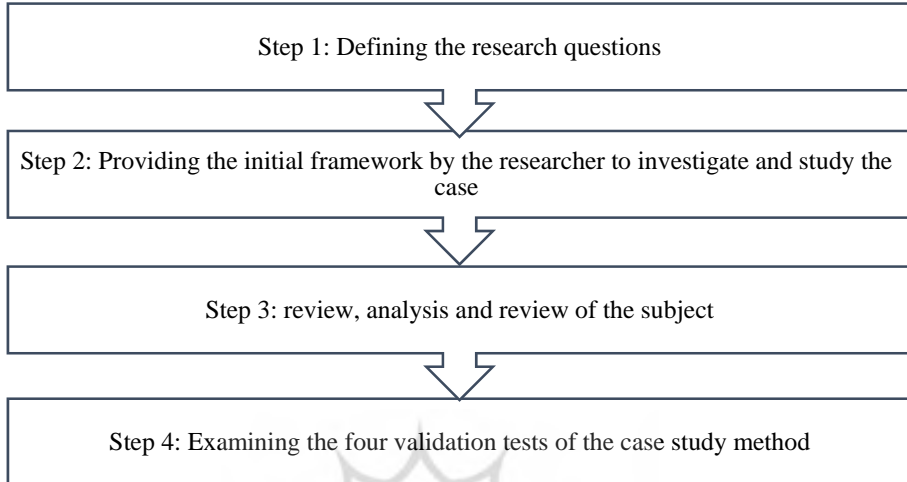 Step 1: Defining the research questions
Step 2: Providing the initial framework by the researcher to investigate and study the
case
Step 3: review, analysis and review of the subject
Step 4: Examining the four validation tests of the case study method